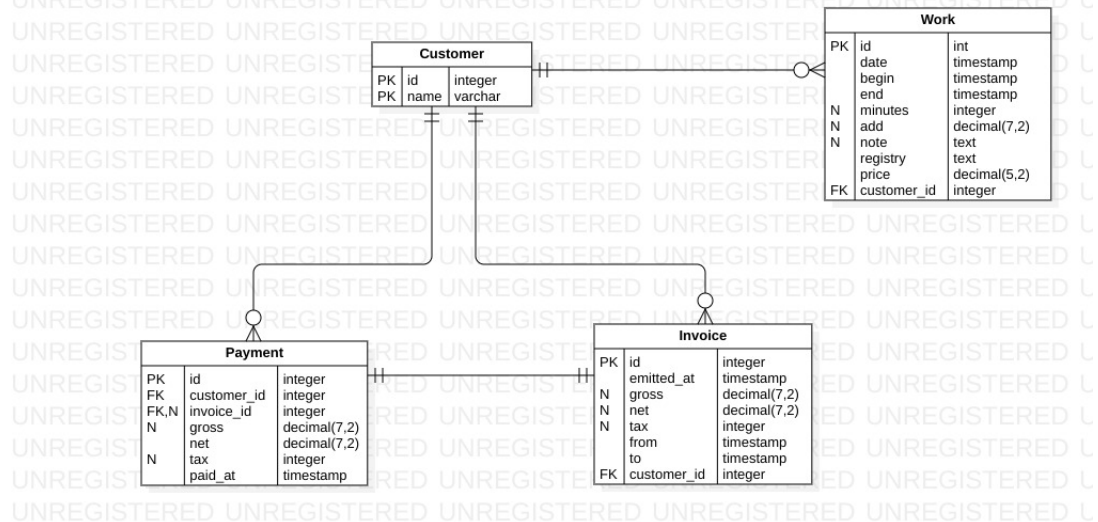 Work
PK id int
date timestamp
begin timestamp
end timestamp
N minutes integer
N add decimal(7,2)
N note text
registry text
price decimal(5,2)
FK customer_id integer
Customer
PK id integer
PK name varchar
Payment
PK id integer
FK customer_id integer
FK,N invoice_id integer
N gross decimal(7,2)
net decimal(7,2)
N tax integer
paid_at timestamp
Invoice
PK id integer
emitted_at timestamp
N gross decimal(7,2)
N net decimal(7,2)
N tax integer
from timestamp
to timestamp
FK customer_id integer
UNREGISTERED